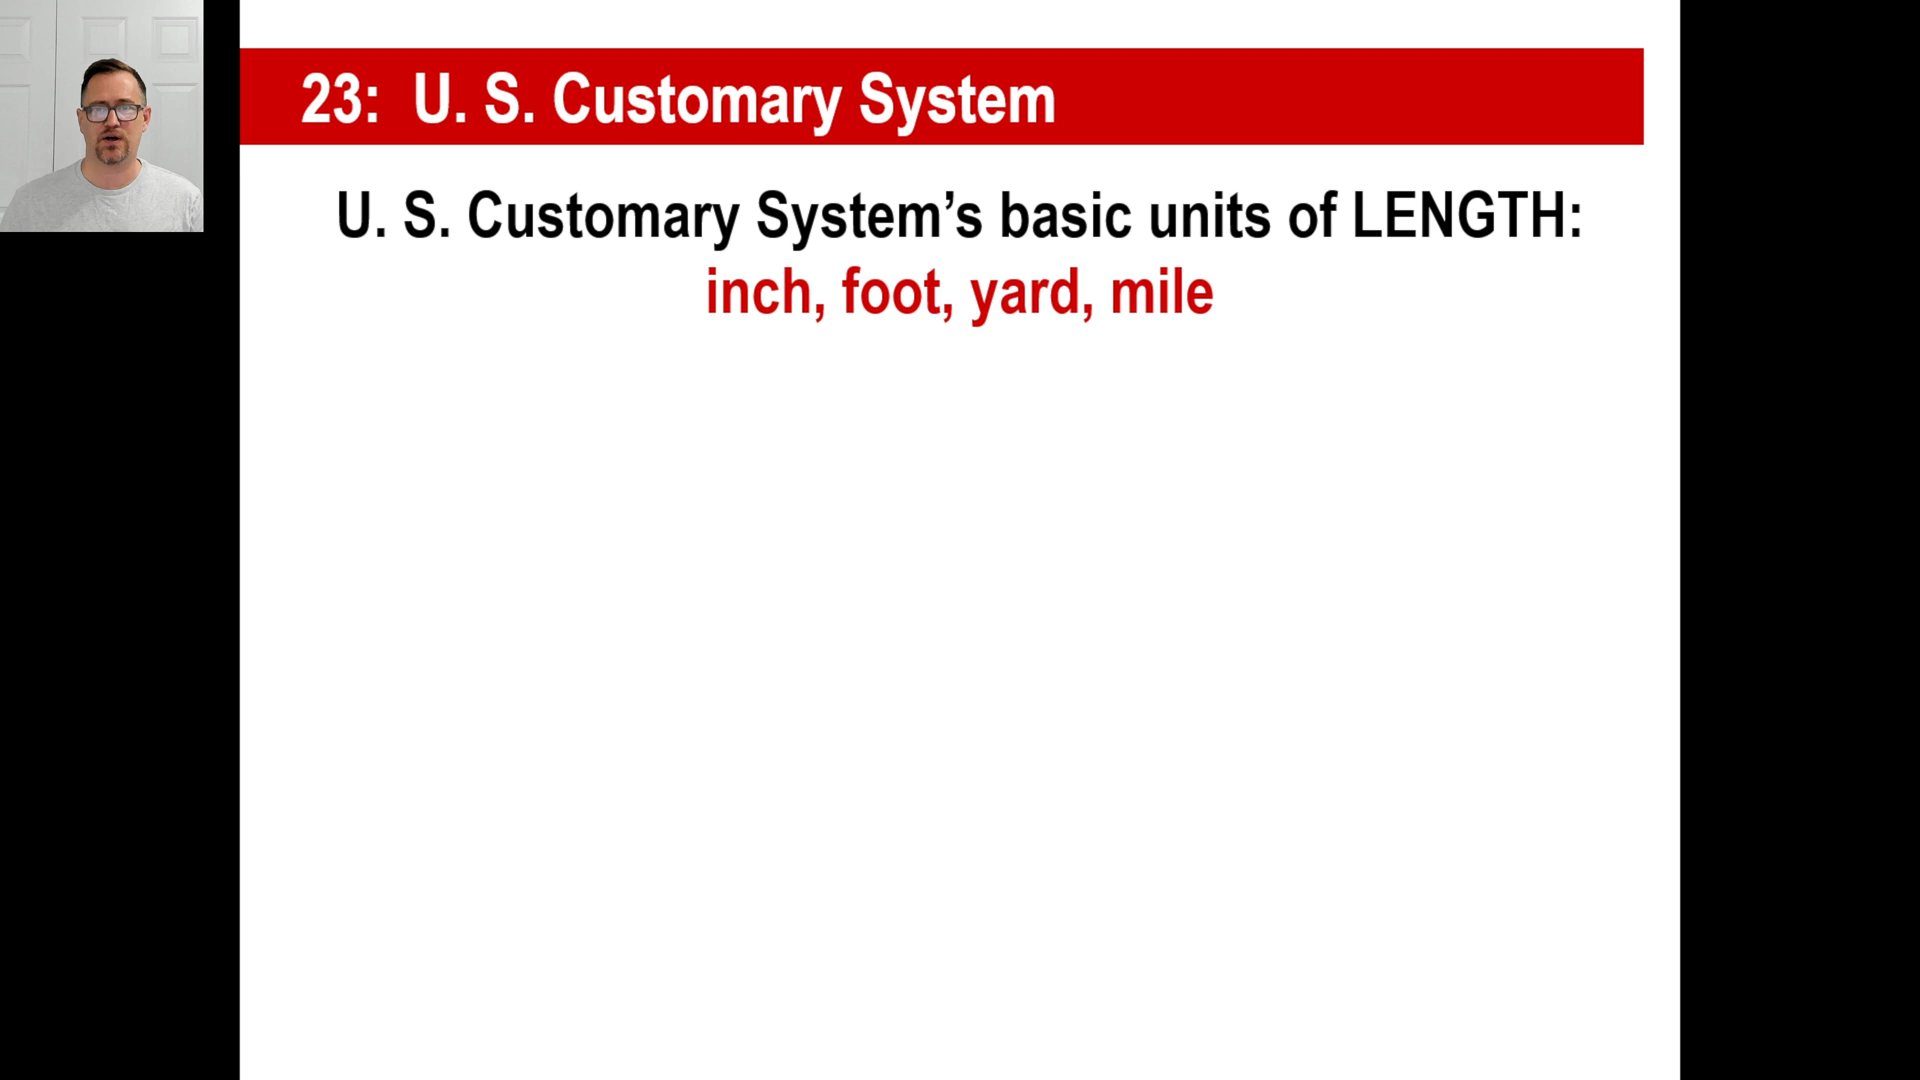 23: U. S. Customary System
U. S. Customary System’s basic units of LENGTH:
inch, foot, yard, mile